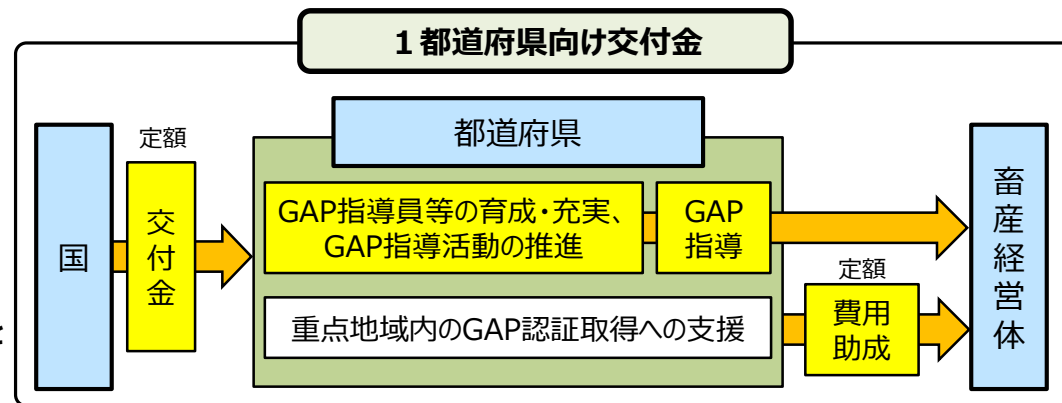 1 都道府県向け交付金
国
定額
交付金
都道府県
GAP指導員等の育成・充実、
GAP指導活動の推進
GAP
指導
重点地域内のGAP認証取得への支援
定額
費用
助成
畜産経営体